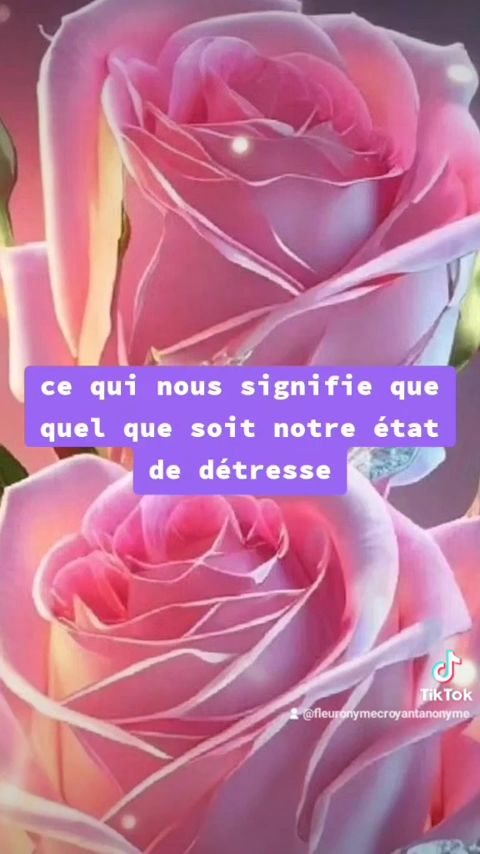 ce qui nous signifie que
quel que soit notre état
de détresse
TikTok
@fleuronymecroyantanonyme